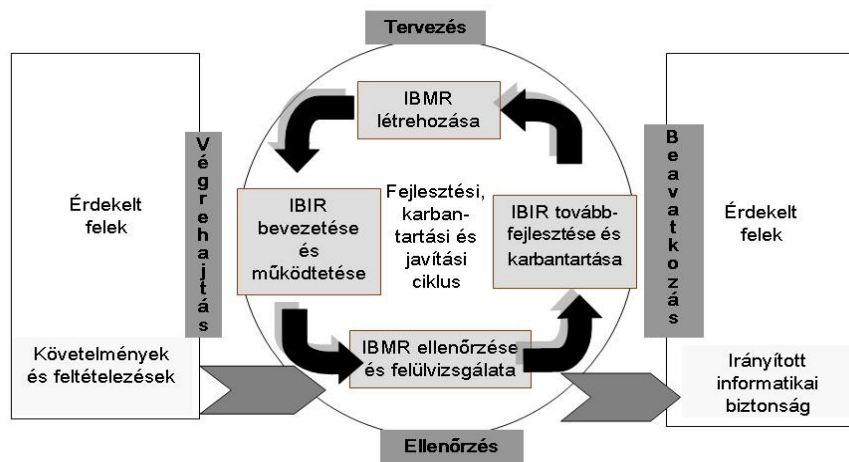 Tervezés
IBMR
létrehozása
Végrehajtás
Beavatkozás
Érdekelt
felek
IBIR
bevezetése
és
működtetése
Fejlesztési,
karban-
tartási és
javítási
ciklus
IBIR tovább-
fejlesztése és
karbantartása
Érdekelt
felek
IBMR ellenőrzése
és felülvizsgálata
Követelmények
és feltételezések
Irányított
informatikai
biztonság
Ellenőrzés